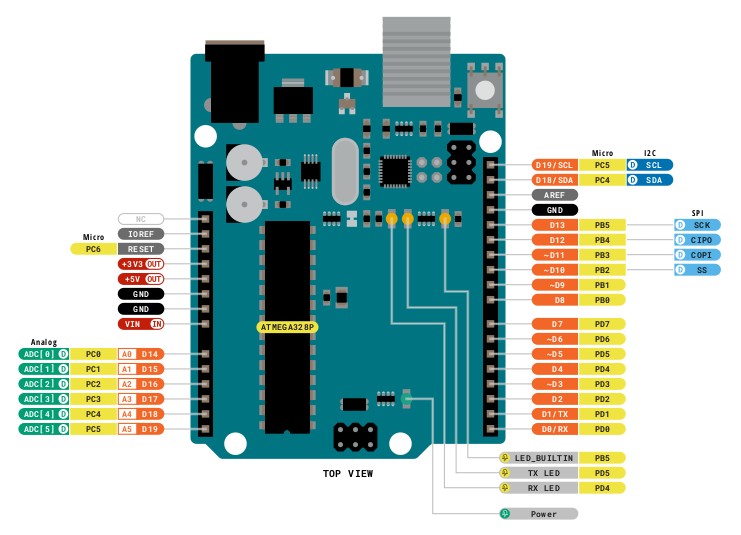 Micro I2C
D19/SCL PC5 D SCL
D18/SDA PC4 D SDA
AREF
GND
SPI
D13 PB5 D SCK
D12 PB4 D CIPO
~D11 PB3 D COPI
~D10 PB2 D SS
~D9 PB1
D8 PB0
D7 PD7
~D6 PD6
~D5 PD5
D4 PD4
~D3 PD3
D2 PD2
D1/TX PD1
D0/RX PD0
NC
IOREF
Micro
PC6 RESET
+3V3 OUT
+5V OUT
GND
GND
VIN IN
Analog
ADC[0] D PC0 A0 D14
ADC[1] D PC1 A1 D15
ADC[2] D PC2 A2 D16
ADC[3] D PC3 A3 D17
ADC[4] D PC4 A4 D18
ADC[5] D PC5 A5 D19
ATMEGA328P
LED_BUILTIN PB5
TX LED PD5
RX LED PD4
Power
TOP VIEW